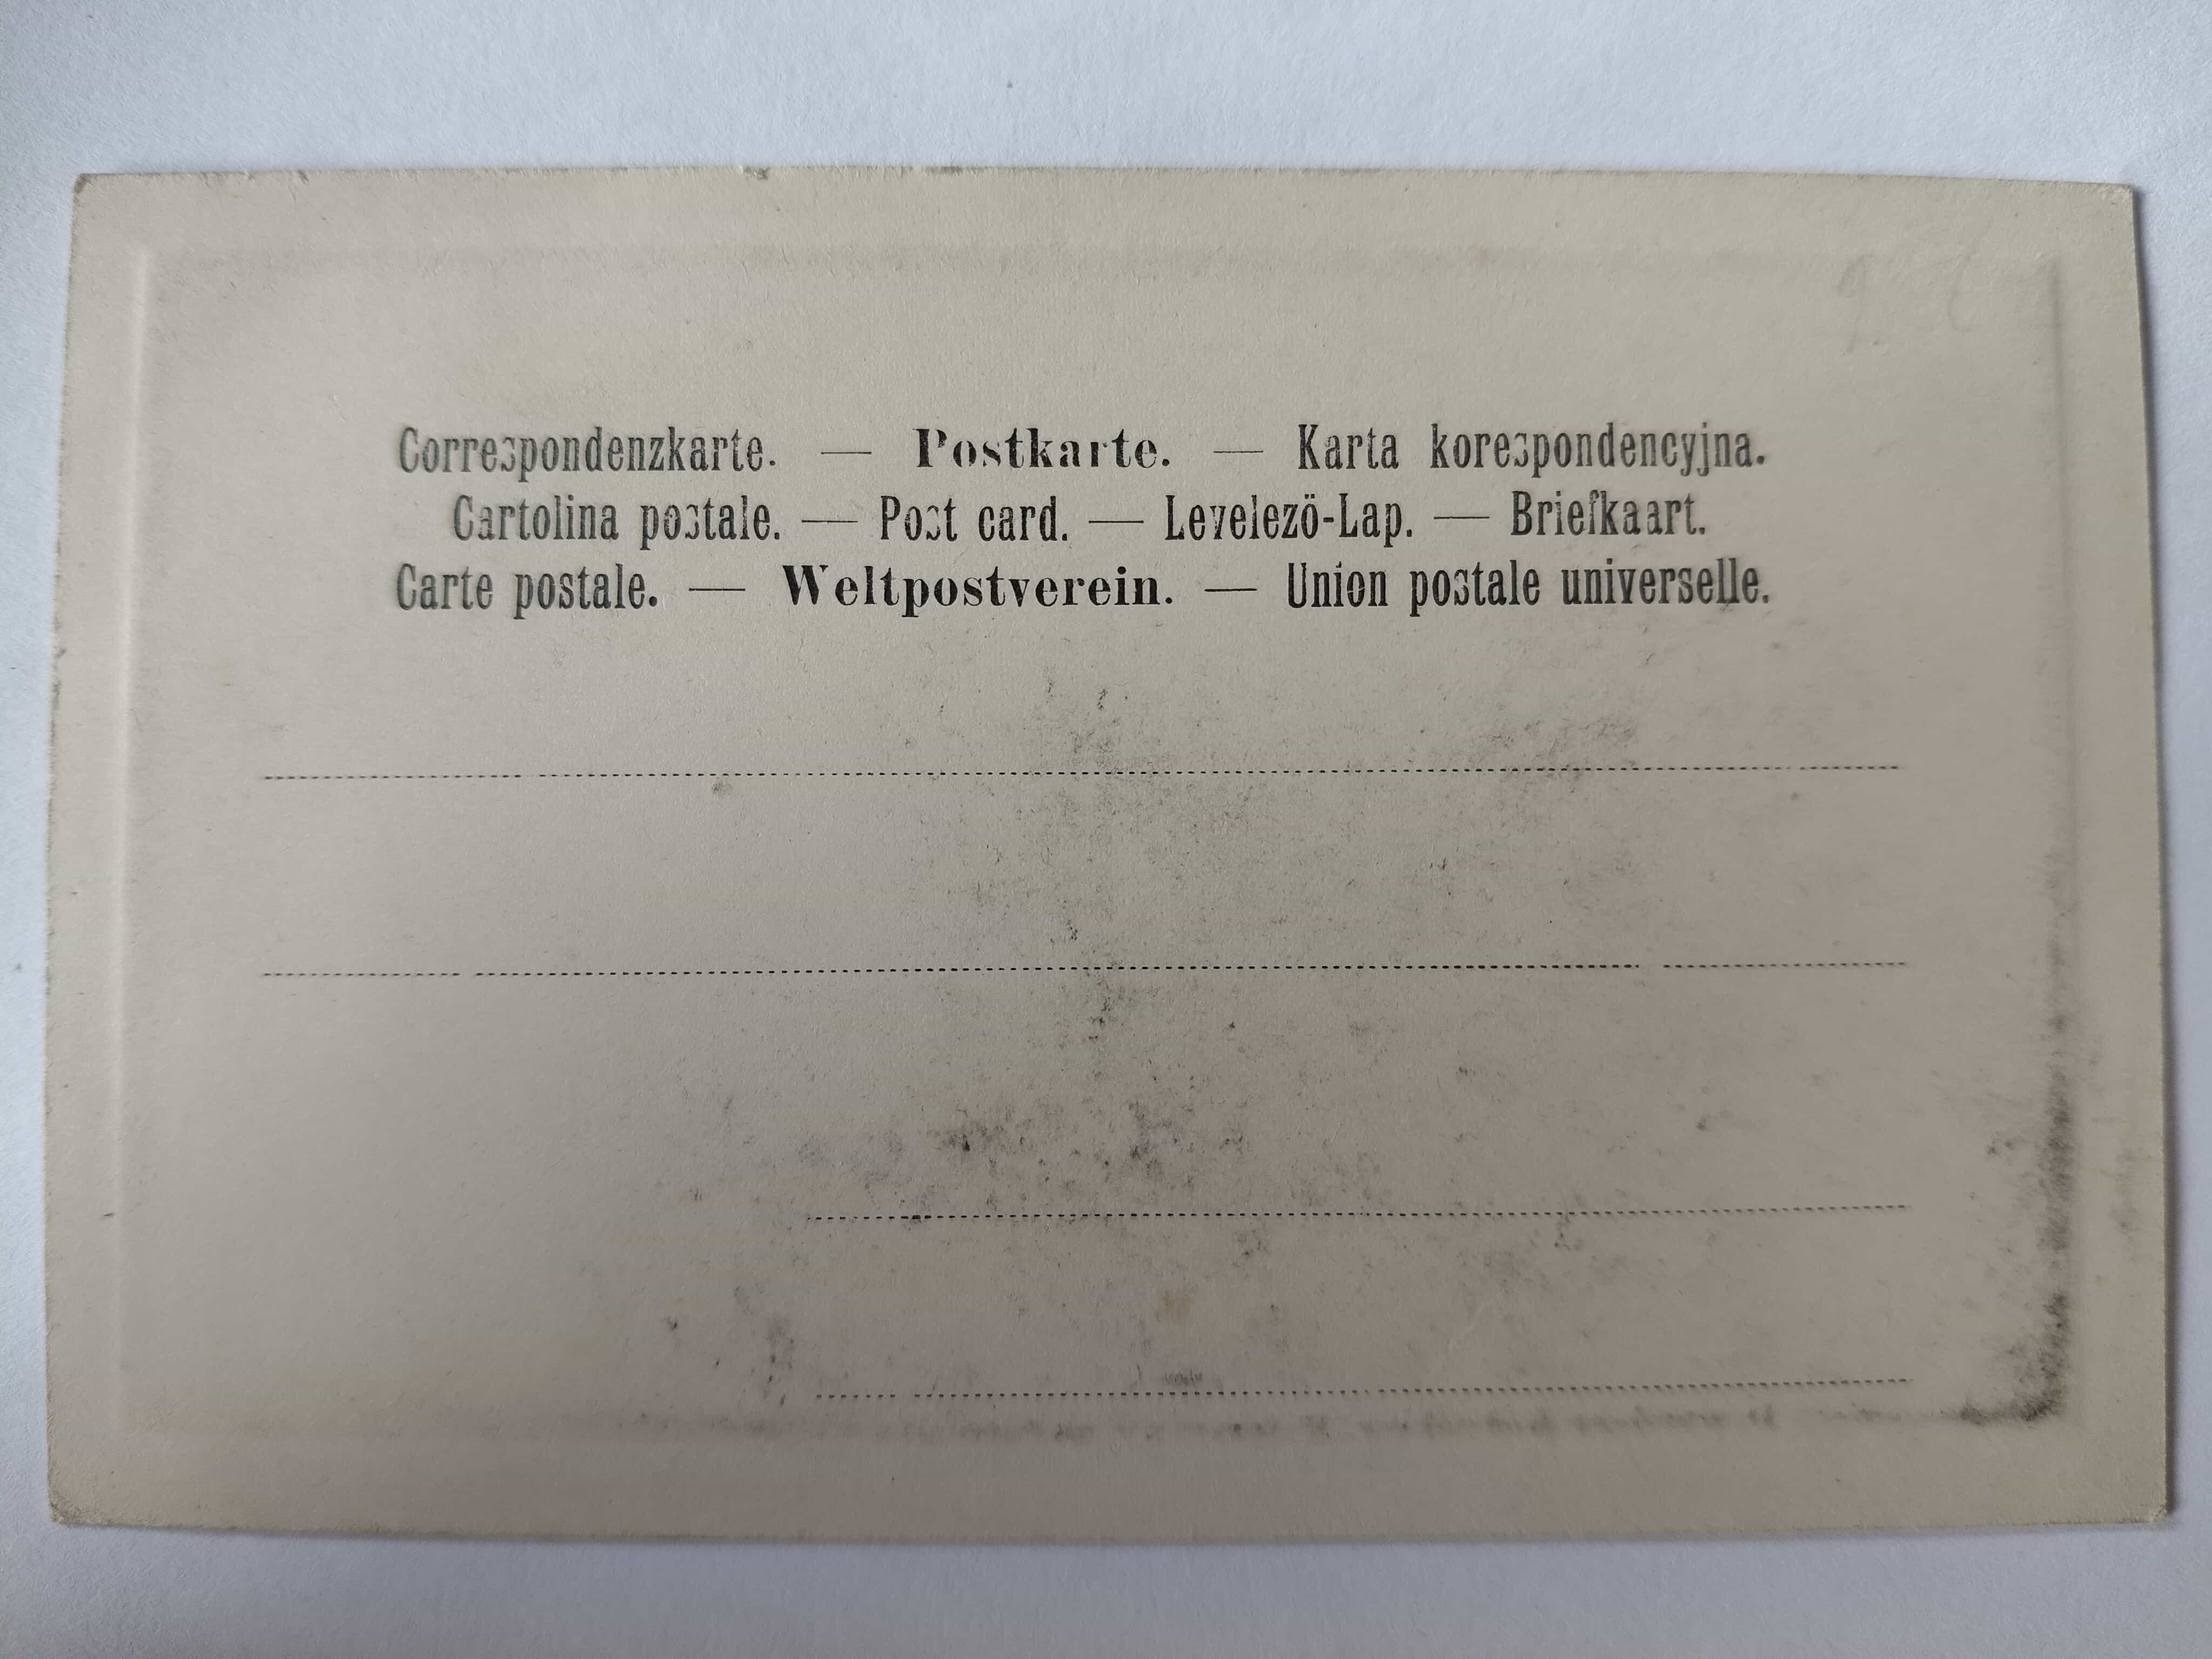 Correspondenzkarte. — Postkarte. — Karta korespondencyjna.
Cartolina postale. — Post card. — Levelezö-Lap. — Briefkaart.
Carte postale. — Weltpostverein. — Union postale universelle.